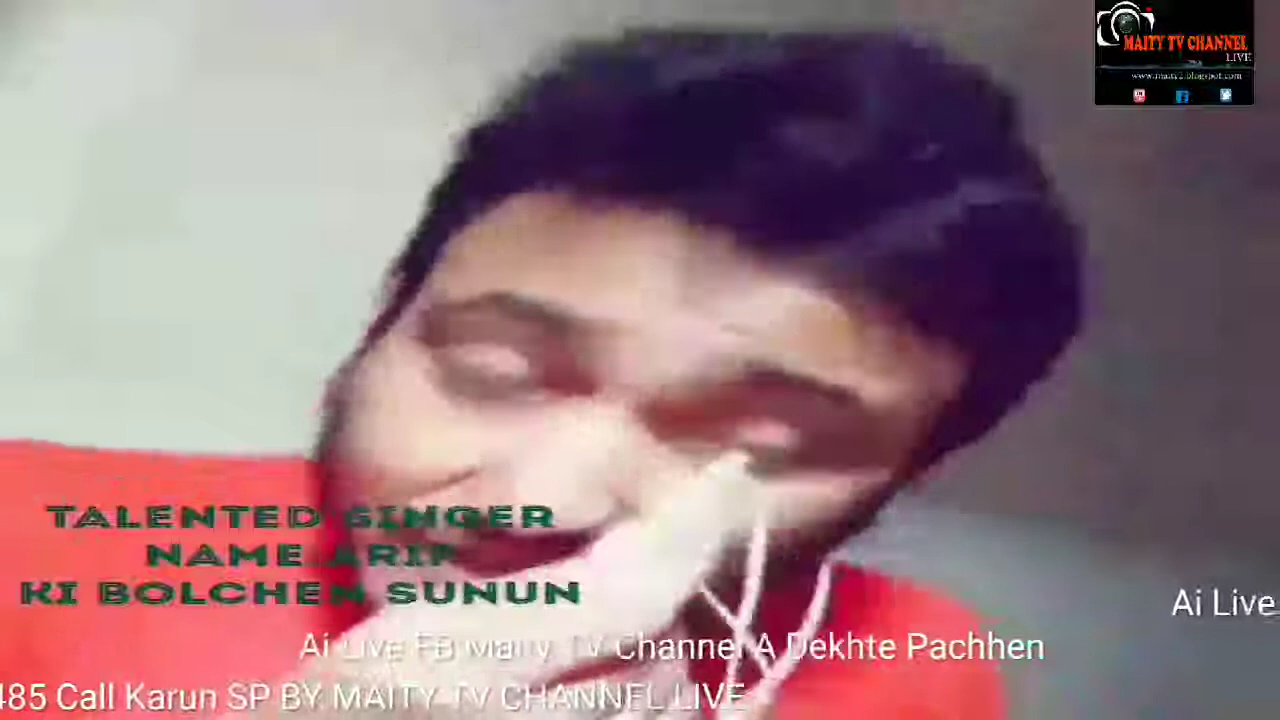 MAITY TV CHANNEL
LIVE
TALENTED SINGER
NAME.ARIF
KI BOLCHEN SUNUN
Ai Live
Ai Live FB Maity TV Channel A Dekhte Pachhen
485 Call Karun SP BY MAITY TV CHANNEL.LIVE